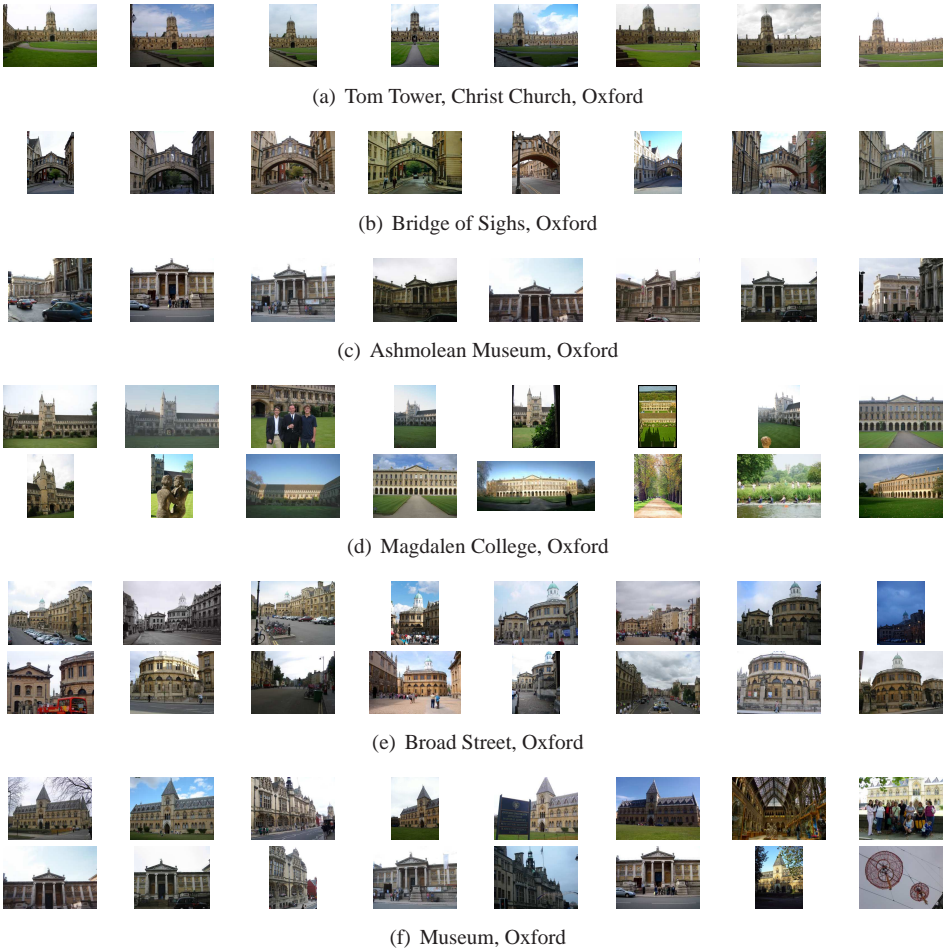 (a) Tom Tower, Christ Church, Oxford
(b) Bridge of Sighs, Oxford
(c) Ashmolean Museum, Oxford
(d) Magdalen College, Oxford
(e) Broad Street, Oxford
(f) Museum, Oxford